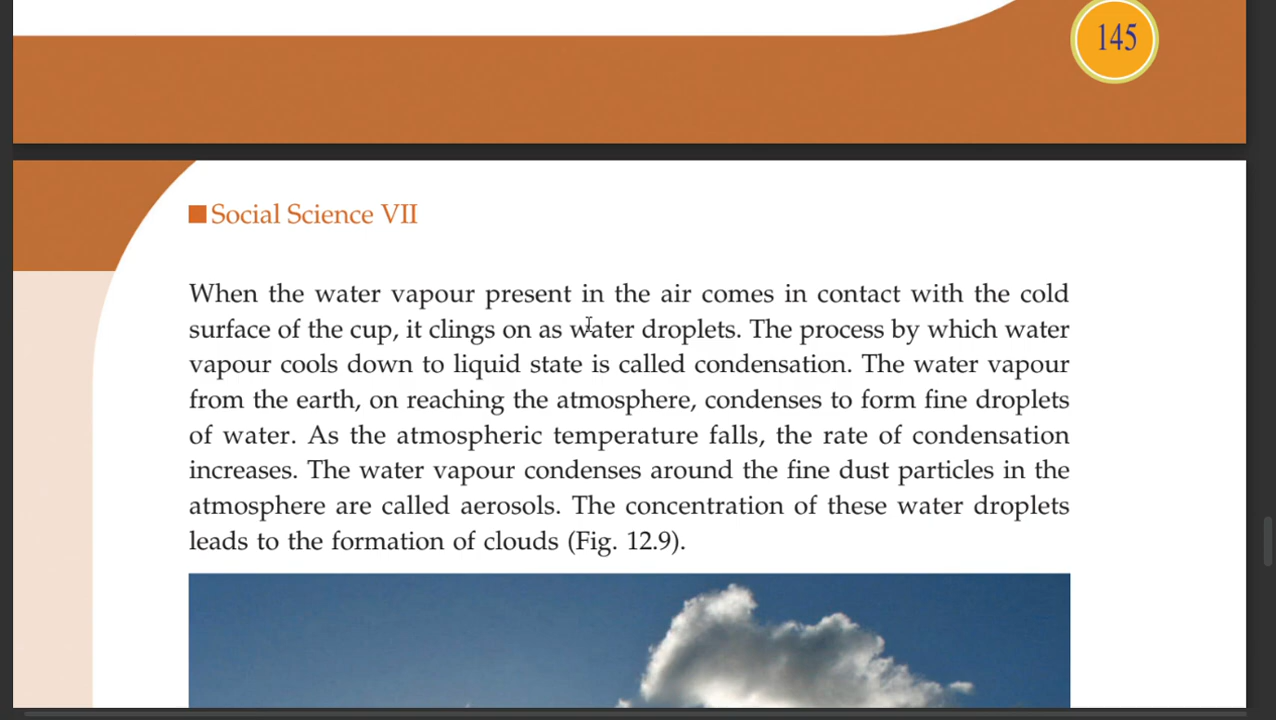 145
Social Science VII
When the water vapour present in the air comes in contact with the cold
surface of the cup, it clings on as water droplets. The process by which water
vapour cools down to liquid state is called condensation. The water vapour
from the earth, on reaching the atmosphere, condenses to form fine droplets
of water. As the atmospheric temperature falls, the rate of condensation
increases. The water vapour condenses around the fine dust particles in the
atmosphere are called aerosols. The concentration of these water droplets
leads to the formation of clouds (Fig. 12.9).